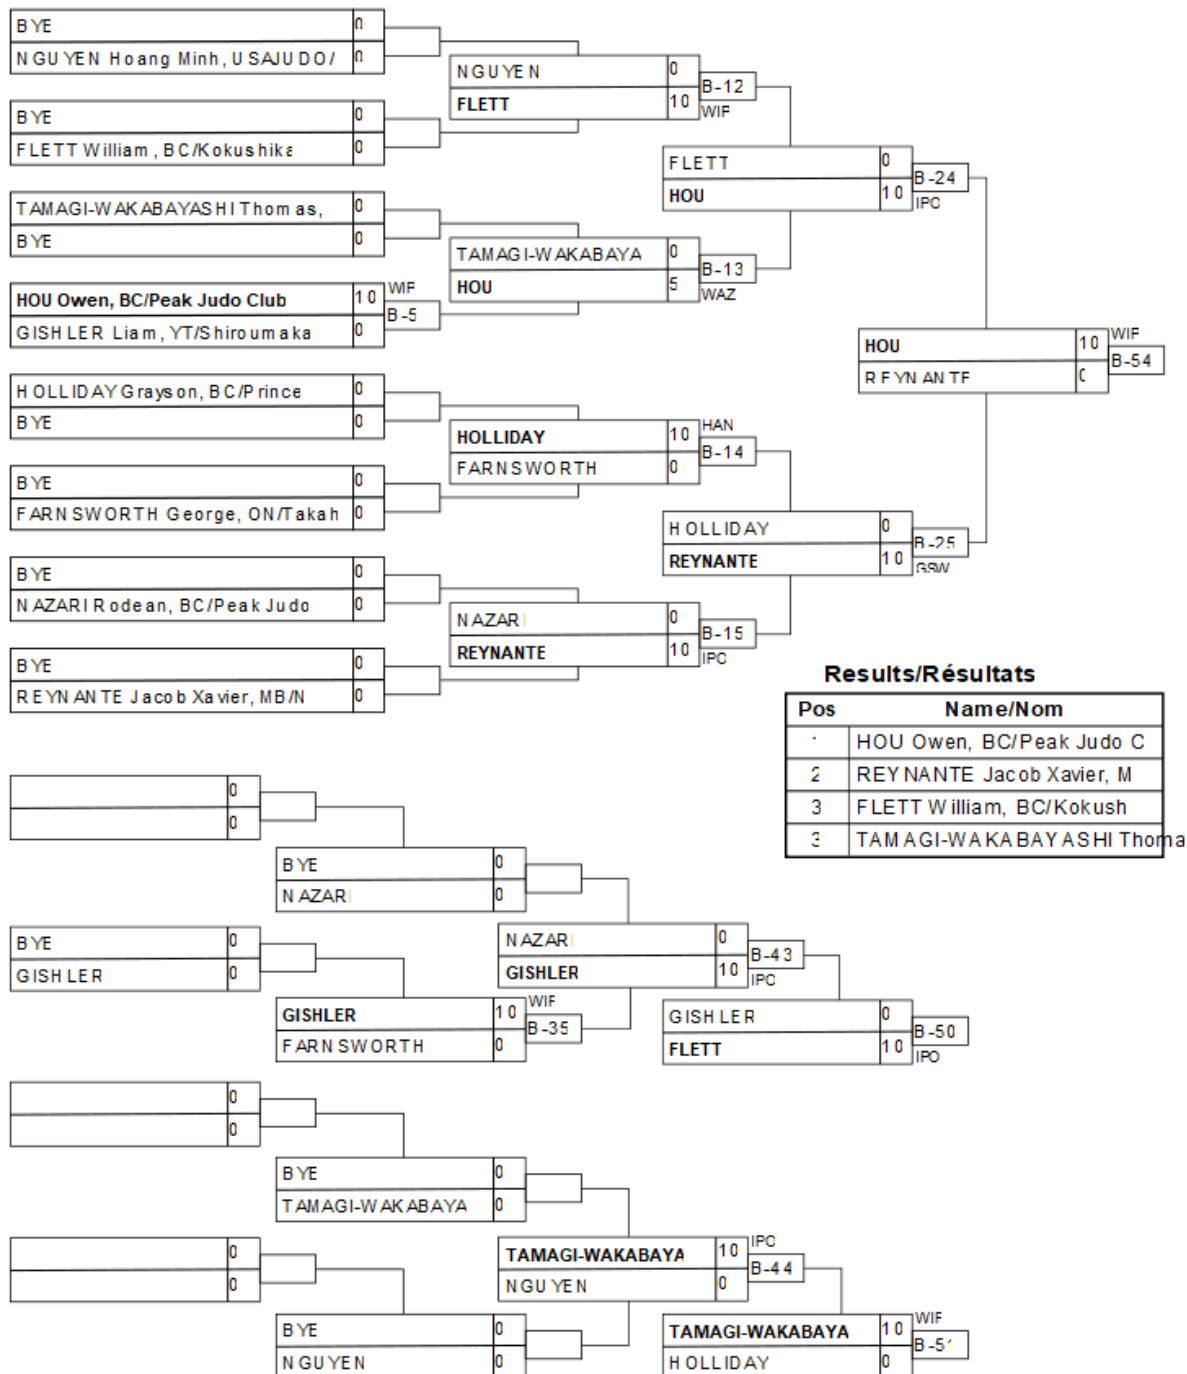 BYE 0
NGUYEN Hoang Minh, USAJUDO/ 0
BYE 0
FLETT William, BC/Kokushika 0
TAMAGI-WAKABAYASHI Thomas, 0
BYE 0
HOU Owen, BC/Peak Judo Club 10 WIF
B-5
GISHLER Liam, YT/Shiroumaka 0
HOLLIDAY Grayson, BC/Prince 0
BYE 0
BYE 0
FARNSWORTH George, ON/Takah 0
BYE 0
NAZARI Rodean, BC/Peak Judo 0
BYE 0
REYNANTE Jacob Xavier, MB/N 0
NGUYEN 0
B-12
FLETT 10 WIF
TAMAGI-WAKABAYA 0
B-13
HOU 5 WAZ
HOLLIDAY 10 HAN
B-14
FARNSWORTH 0
NAZARI 0
B-15
REYNANTE 10 IPO
FLETT 0
B-24
HOU 10 IPO
HOLLIDAY 0
B-25
REYNANTE 10 GSW
HOU 10 WIF
B-54
REYNANTE 0
Results/Résultats
Pos Name/Nom
1 HOU Owen, BC/Peak Judo C
2 REYNANTE Jacob Xavier, M
3 FLETT William, BC/Kokush
3 TAMAGI-WAKABAYASHI Thoma
0
0
BYE 0
NAZARI 0
BYE 0
GISHLER 0
GISHLER 10 WIF
B-35
FARNSWORTH 0
NAZARI 0
B-43
GISHLER 10 IPO
GISHLER 0
B-50
FLETT 10 IPO
0
0
BYE 0
TAMAGI-WAKABAYA 0
0
0
BYE 0
NGUYEN 0
TAMAGI-WAKABAYA 10 IPO
B-44
NGUYEN 0
TAMAGI-WAKABAYA 10 WIF
B-51
HOLLIDAY 0